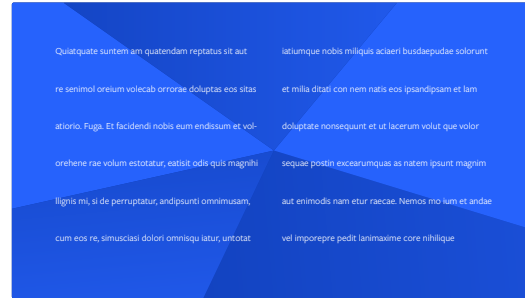 Quiatquate suntem am quatendam reptatus sit aut
re senimol oreium volecab orrorae doluptas eos sitas
atiorio. Fuga. Et facidendi nobis eum endissum et vol-
orehene rae volum estotatur, eatisit odis quis magnihi
llignis mi, si de perruptatur, andipsunti omnimusam,
cum eos re, simusciasi dolori omnisqu iatur, untotat
iatiumque nobis miliquis aciaeri busdaepudae solorunt
et milia ditati con nem natis eos ipsandipsam et lam
doluptate nonsequunt et ut lacerum volut que volor
sequae postin excearumquas as natem ipsunt magnim
aut enimodis nam etur raecae. Nemos mo ium et andae
vel imporepre pedit lanimaxime core nihilique